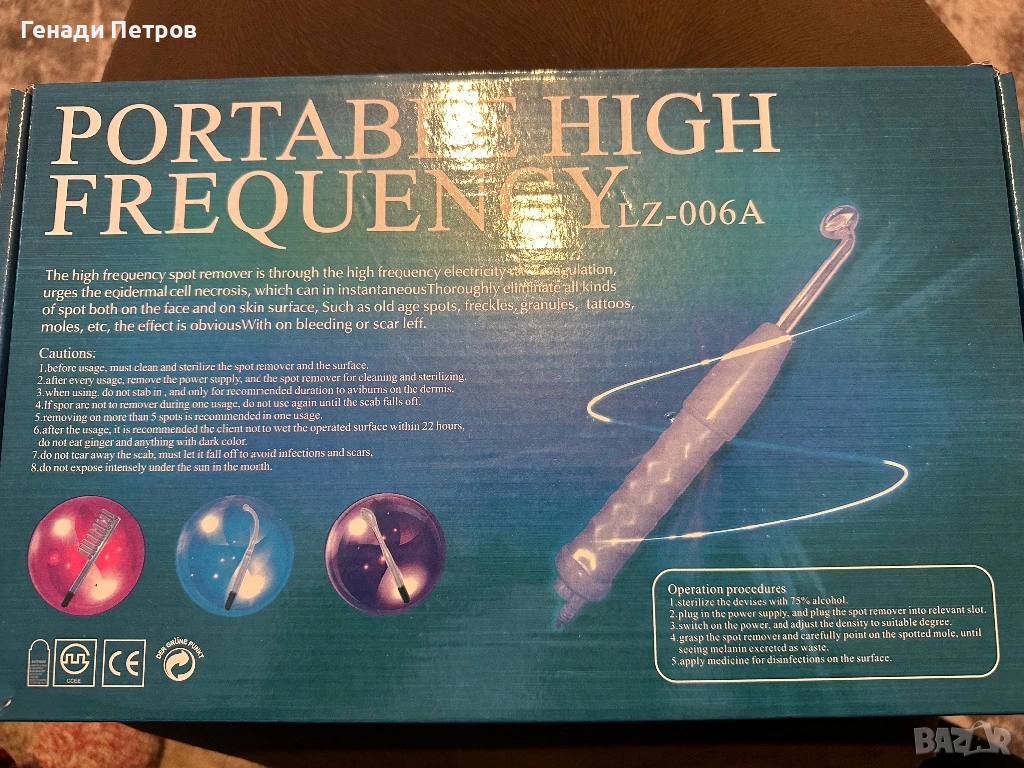 Генади Петров
PORTABLE HIGH
FREQUENCY LZ-006A
The high frequency spot remover is through the high frequency electricity coagulation,
urges the eqidermal cell necrosis, which can in instantaneousThoroughly eliminate all kinds
of spot both on the face and on skin surface, Such as old age spots, freckles, granules, tattoos,
moles, etc, the effect is obviousWith on bleeding or scar leff.
Cautions:
1.before usage, must clean and sterilize the spot remover and the surface.
2.after every usage, remove the power supply, and the spot remover for cleaning and sterilizing.
3.when using, do not stab in, and only for recommended duration to aviburns on the dermis.
4.If spor are not to remover during one usage, do not use again until the scab falls off.
5.removing on more than 5 spots is recommended in one usage.
6.after the usage, it is recommended the client not to wet the operated surface within 22 hours,
do not eat ginger and anything with dark color.
7.do not tear away the scab, must let it fall off to avoid infections and scars,
8.do not expose intensely under the sun in the month.
Operation procedures
1.sterilize the devises with 75% alcohol.
2.plug in the power supply, and plug the spot remover into relevant slot.
3.switch on the power, and adjust the density to suitable degree.
4.grasp the spot remover and carefully point on the spotted mole, until
seeing melanin excreted as waste.
5.apply medicine for disinfections on the surface.
CCEE
CE
DER GRÜNE PUNKT
BAZAR